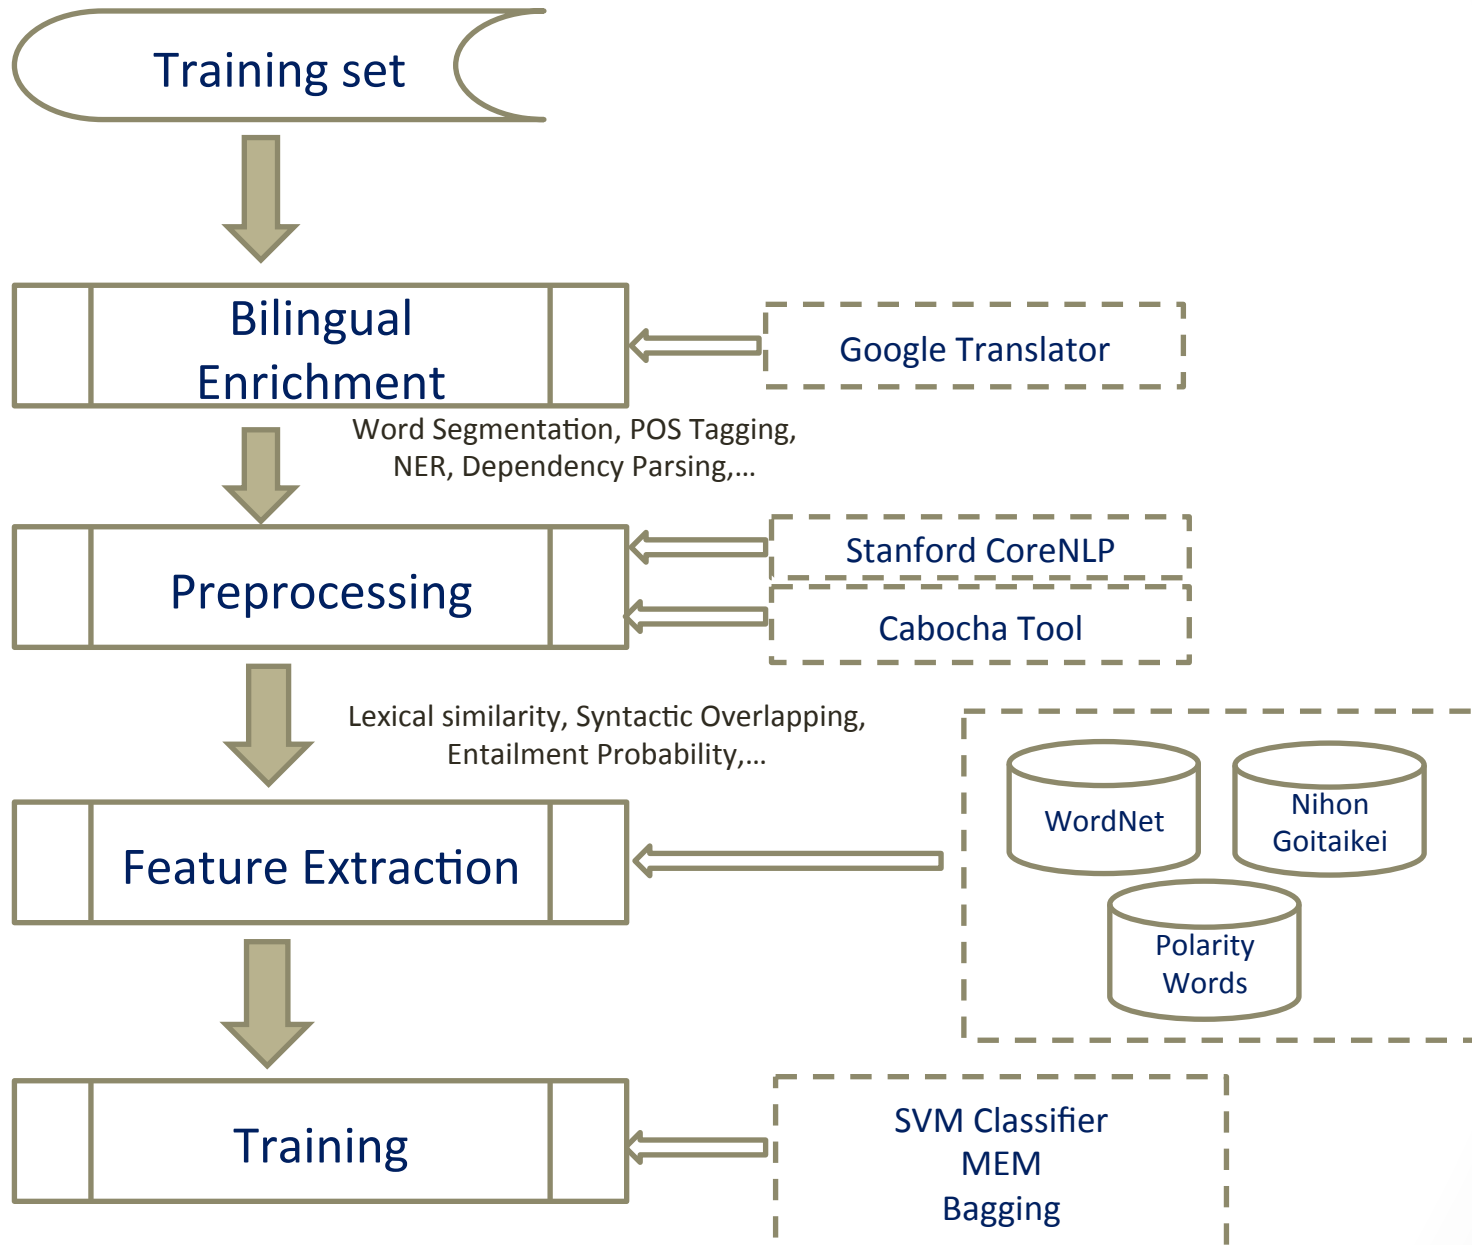 Training set
Bilingual
Enrichment
Google Translator
Word Segmentation, POS Tagging,
NER, Dependency Parsing,...
Preprocessing
Stanford CoreNLP
Cabocha Tool
Lexical similarity, Syntactic Overlapping,
Entailment Probability,...
Feature Extraction
WordNet
Nihon
Goitaikei
Polarity
Words
Training
SVM Classifier
MEM
Bagging